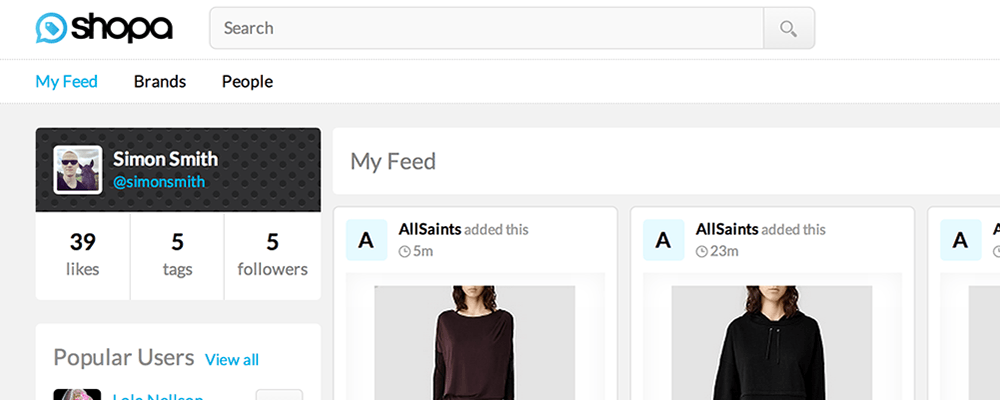 shopa
Search
My Feed
Brands
People
Simon Smith
@simonsmith
39
likes
5
tags
5
followers
My Feed
A
AllSaints added this
5m
A
AllSaints added this
23m
A
Popular Users View all